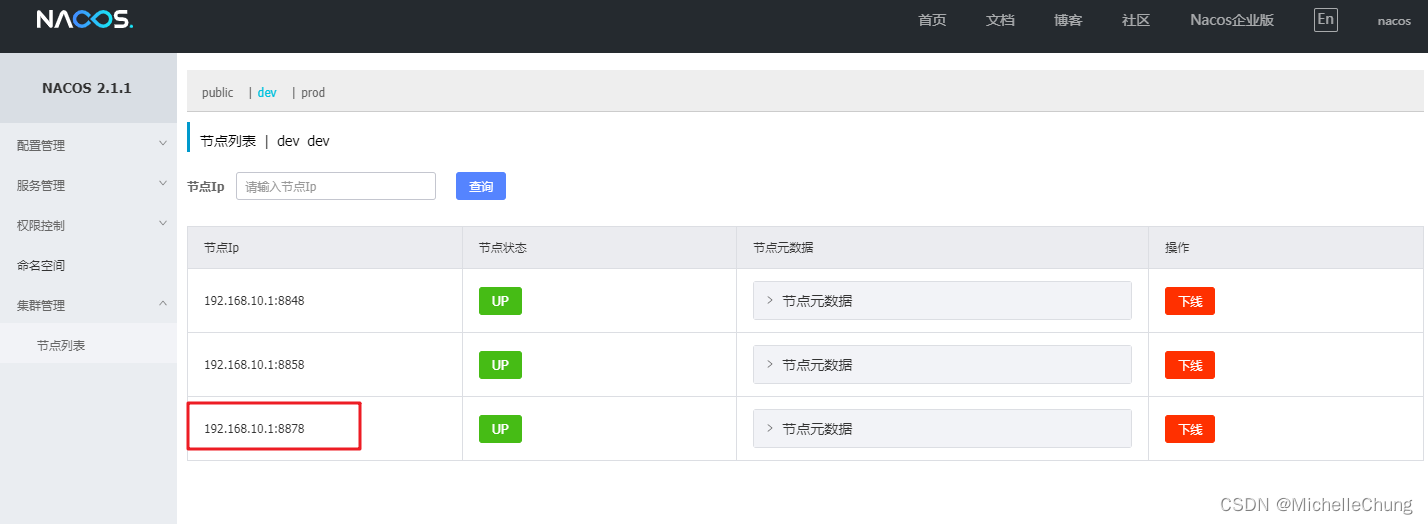 NACOS. 首页 文档 博客 社区 Nacos企业版 En nacos
NACOS 2.1.1
配置管理
服务管理
权限控制
命名空间
集群管理
节点列表
public | dev | prod
节点列表 | dev dev
节点Ip 请输入节点Ip 查询
节点Ip 节点状态 节点元数据 操作
192.168.10.1:8848 UP 节点元数据 下线
192.168.10.1:8858 UP 节点元数据 下线
192.168.10.1:8878 UP 节点元数据 下线
CSDN @MichelleChung